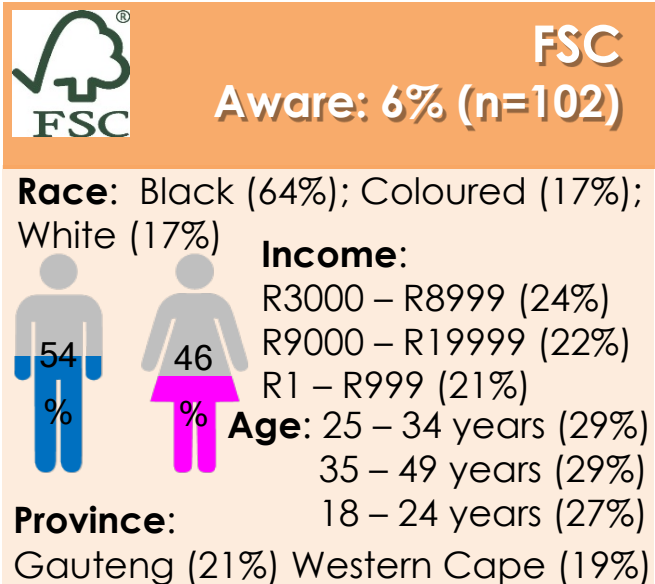 ®
FSC
FSC
Aware: 6% (n=102)
Race: Black (64%); Coloured (17%);
White (17%)
Income:
R3000 – R8999 (24%)
R9000 – R19999 (22%)
R1 – R999 (21%)
54
%
46
%
Age: 25 – 34 years (29%)
35 – 49 years (29%)
18 – 24 years (27%)
Province:
Gauteng (21%) Western Cape (19%)